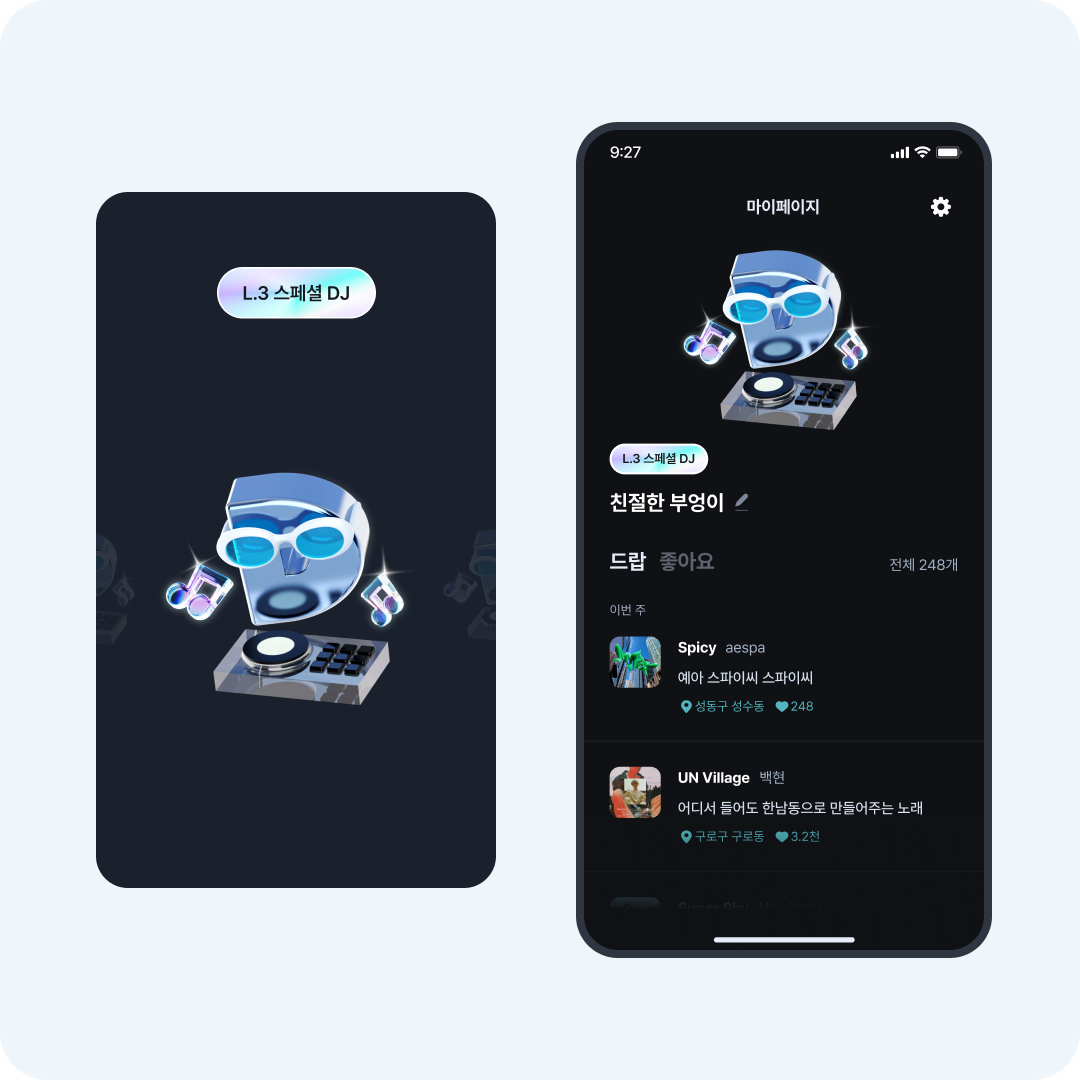 L.3 스페셜 DJ
9:27
마이페이지
L.3 스페셜 DJ
친절한 부엉이
드랍 좋아요 전체 248개
이번 주
Spicy aespa
예아 스파이씨 스파이씨
성동구 성수동 248
UN Village 백현
어디서 들어도 한남동으로 만들어주는 노래
구로구 구로동 3.2천
Super Shy Newjeans